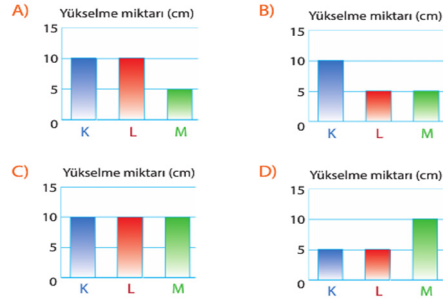 A) Yükselme miktarı (cm)
15
10
5
0
K L M
B) Yükselme miktarı (cm)
15
10
5
0
K L M
C) Yükselme miktarı (cm)
15
10
5
0
K L M
D) Yükselme miktarı (cm)
15
10
5
0
K L M